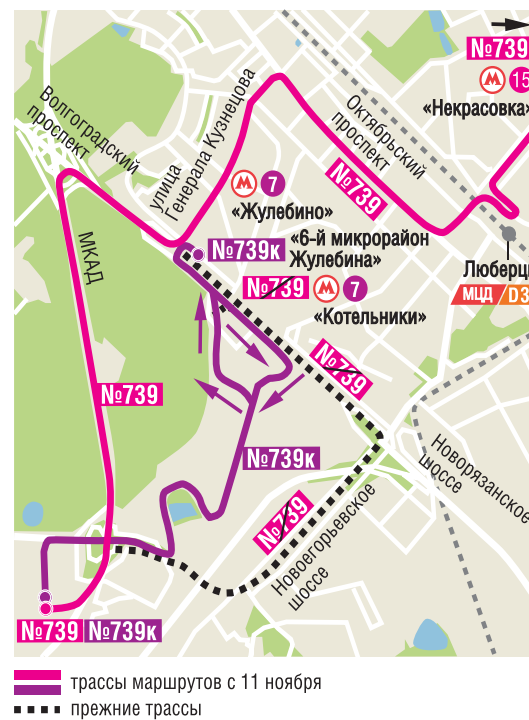 №739
М 15
«Некрасовка»
Волгоградский
проспект
улица
Генерала Кузнецова
Октябрьский
проспект
№739
М 7
«Жулебино»
№739к
«6-й микрорайон
Жулебина»
№739
М 7
«Котельники»
Люберцы
МЦД D3
МКАД
№739
№739
№739к
Новорязанское
шоссе
№739
Новоегорьевское
шоссе
№739 №739к
трассы маршрутов с 11 ноября
прежние трассы